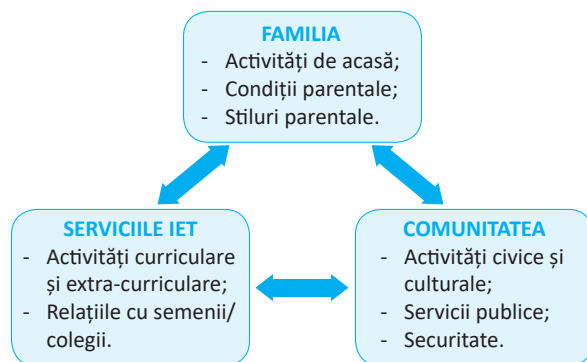 FAMILIA
- Activități de acasă;
- Condiții parentale;
- Stiluri parentale.
SERVICIILE IET
- Activități curriculare
și extra-curriculare;
- Relațiile cu semenii/
colegii.
COMUNITATEA
- Activități civice și
culturale;
- Servicii publice;
- Securitate.